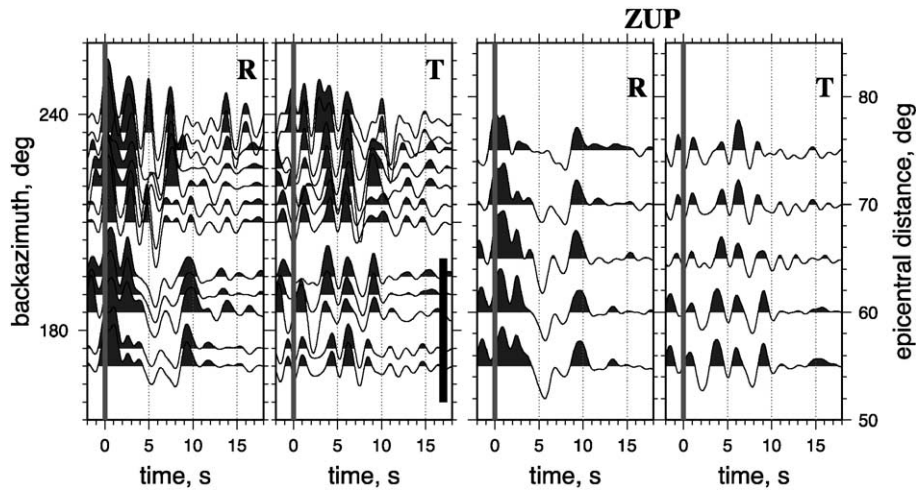 ZUP
R
T
R
T
240
180
backazimuth, deg
80
70
60
50
epicentral distance, deg
0 5 10 15
0 5 10 15
0 5 10 15
0 5 10 15
time, s
time, s
time, s
time, s